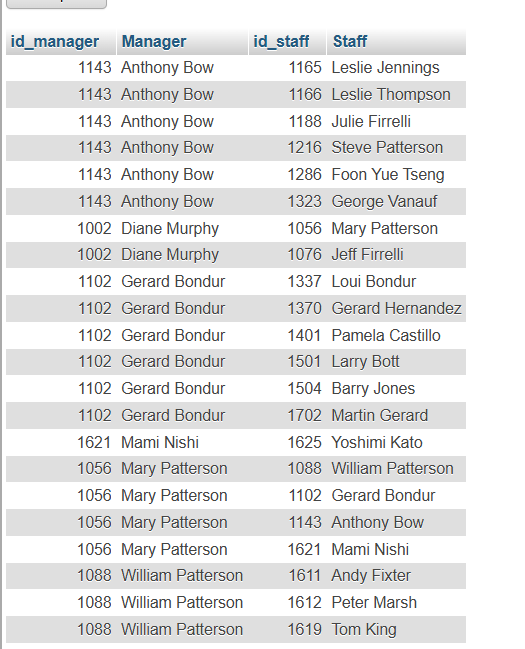 id_manager Manager id_staff Staff
1143 Anthony Bow 1165 Leslie Jennings
1143 Anthony Bow 1166 Leslie Thompson
1143 Anthony Bow 1188 Julie Firrelli
1143 Anthony Bow 1216 Steve Patterson
1143 Anthony Bow 1286 Foon Yue Tseng
1143 Anthony Bow 1323 George Vanauf
1002 Diane Murphy 1056 Mary Patterson
1002 Diane Murphy 1076 Jeff Firrelli
1102 Gerard Bondur 1337 Loui Bondur
1102 Gerard Bondur 1370 Gerard Hernandez
1102 Gerard Bondur 1401 Pamela Castillo
1102 Gerard Bondur 1501 Larry Bott
1102 Gerard Bondur 1504 Barry Jones
1102 Gerard Bondur 1702 Martin Gerard
1621 Mami Nishi 1625 Yoshimi Kato
1056 Mary Patterson 1088 William Patterson
1056 Mary Patterson 1102 Gerard Bondur
1056 Mary Patterson 1143 Anthony Bow
1056 Mary Patterson 1621 Mami Nishi
1088 William Patterson 1611 Andy Fixter
1088 William Patterson 1612 Peter Marsh
1088 William Patterson 1619 Tom King